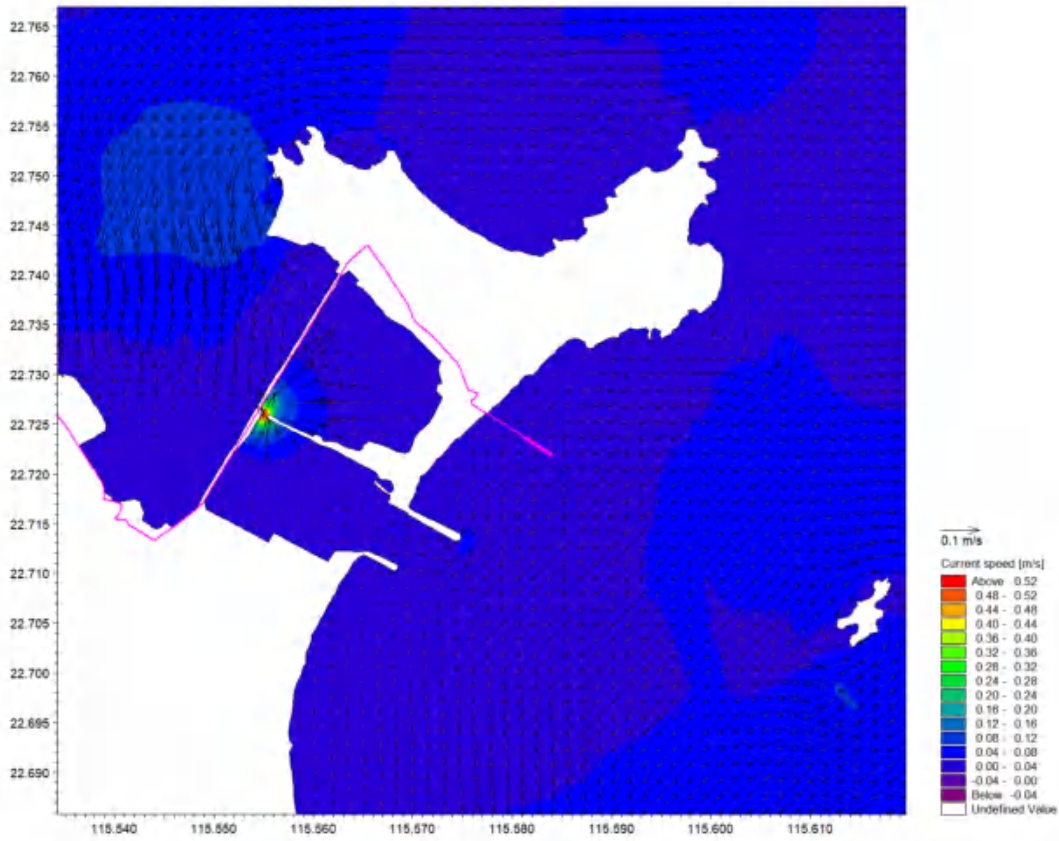 22.765
22.760
22.755
22.750
22.745
22.740
22.735
22.730
22.725
22.720
22.715
22.710
22.705
22.700
22.695
22.690
115.540 115.550 115.560 115.570 115.580 115.590 115.600 115.610
0.1 m/s
Current speed [m/s]
Above 0.52
0.48 - 0.52
0.44 - 0.48
0.40 - 0.44
0.36 - 0.40
0.32 - 0.36
0.28 - 0.32
0.24 - 0.28
0.20 - 0.24
0.16 - 0.20
0.12 - 0.16
0.08 - 0.12
0.04 - 0.08
0.00 - 0.04
-0.04 - 0.00
Below -0.04
Undefined Value